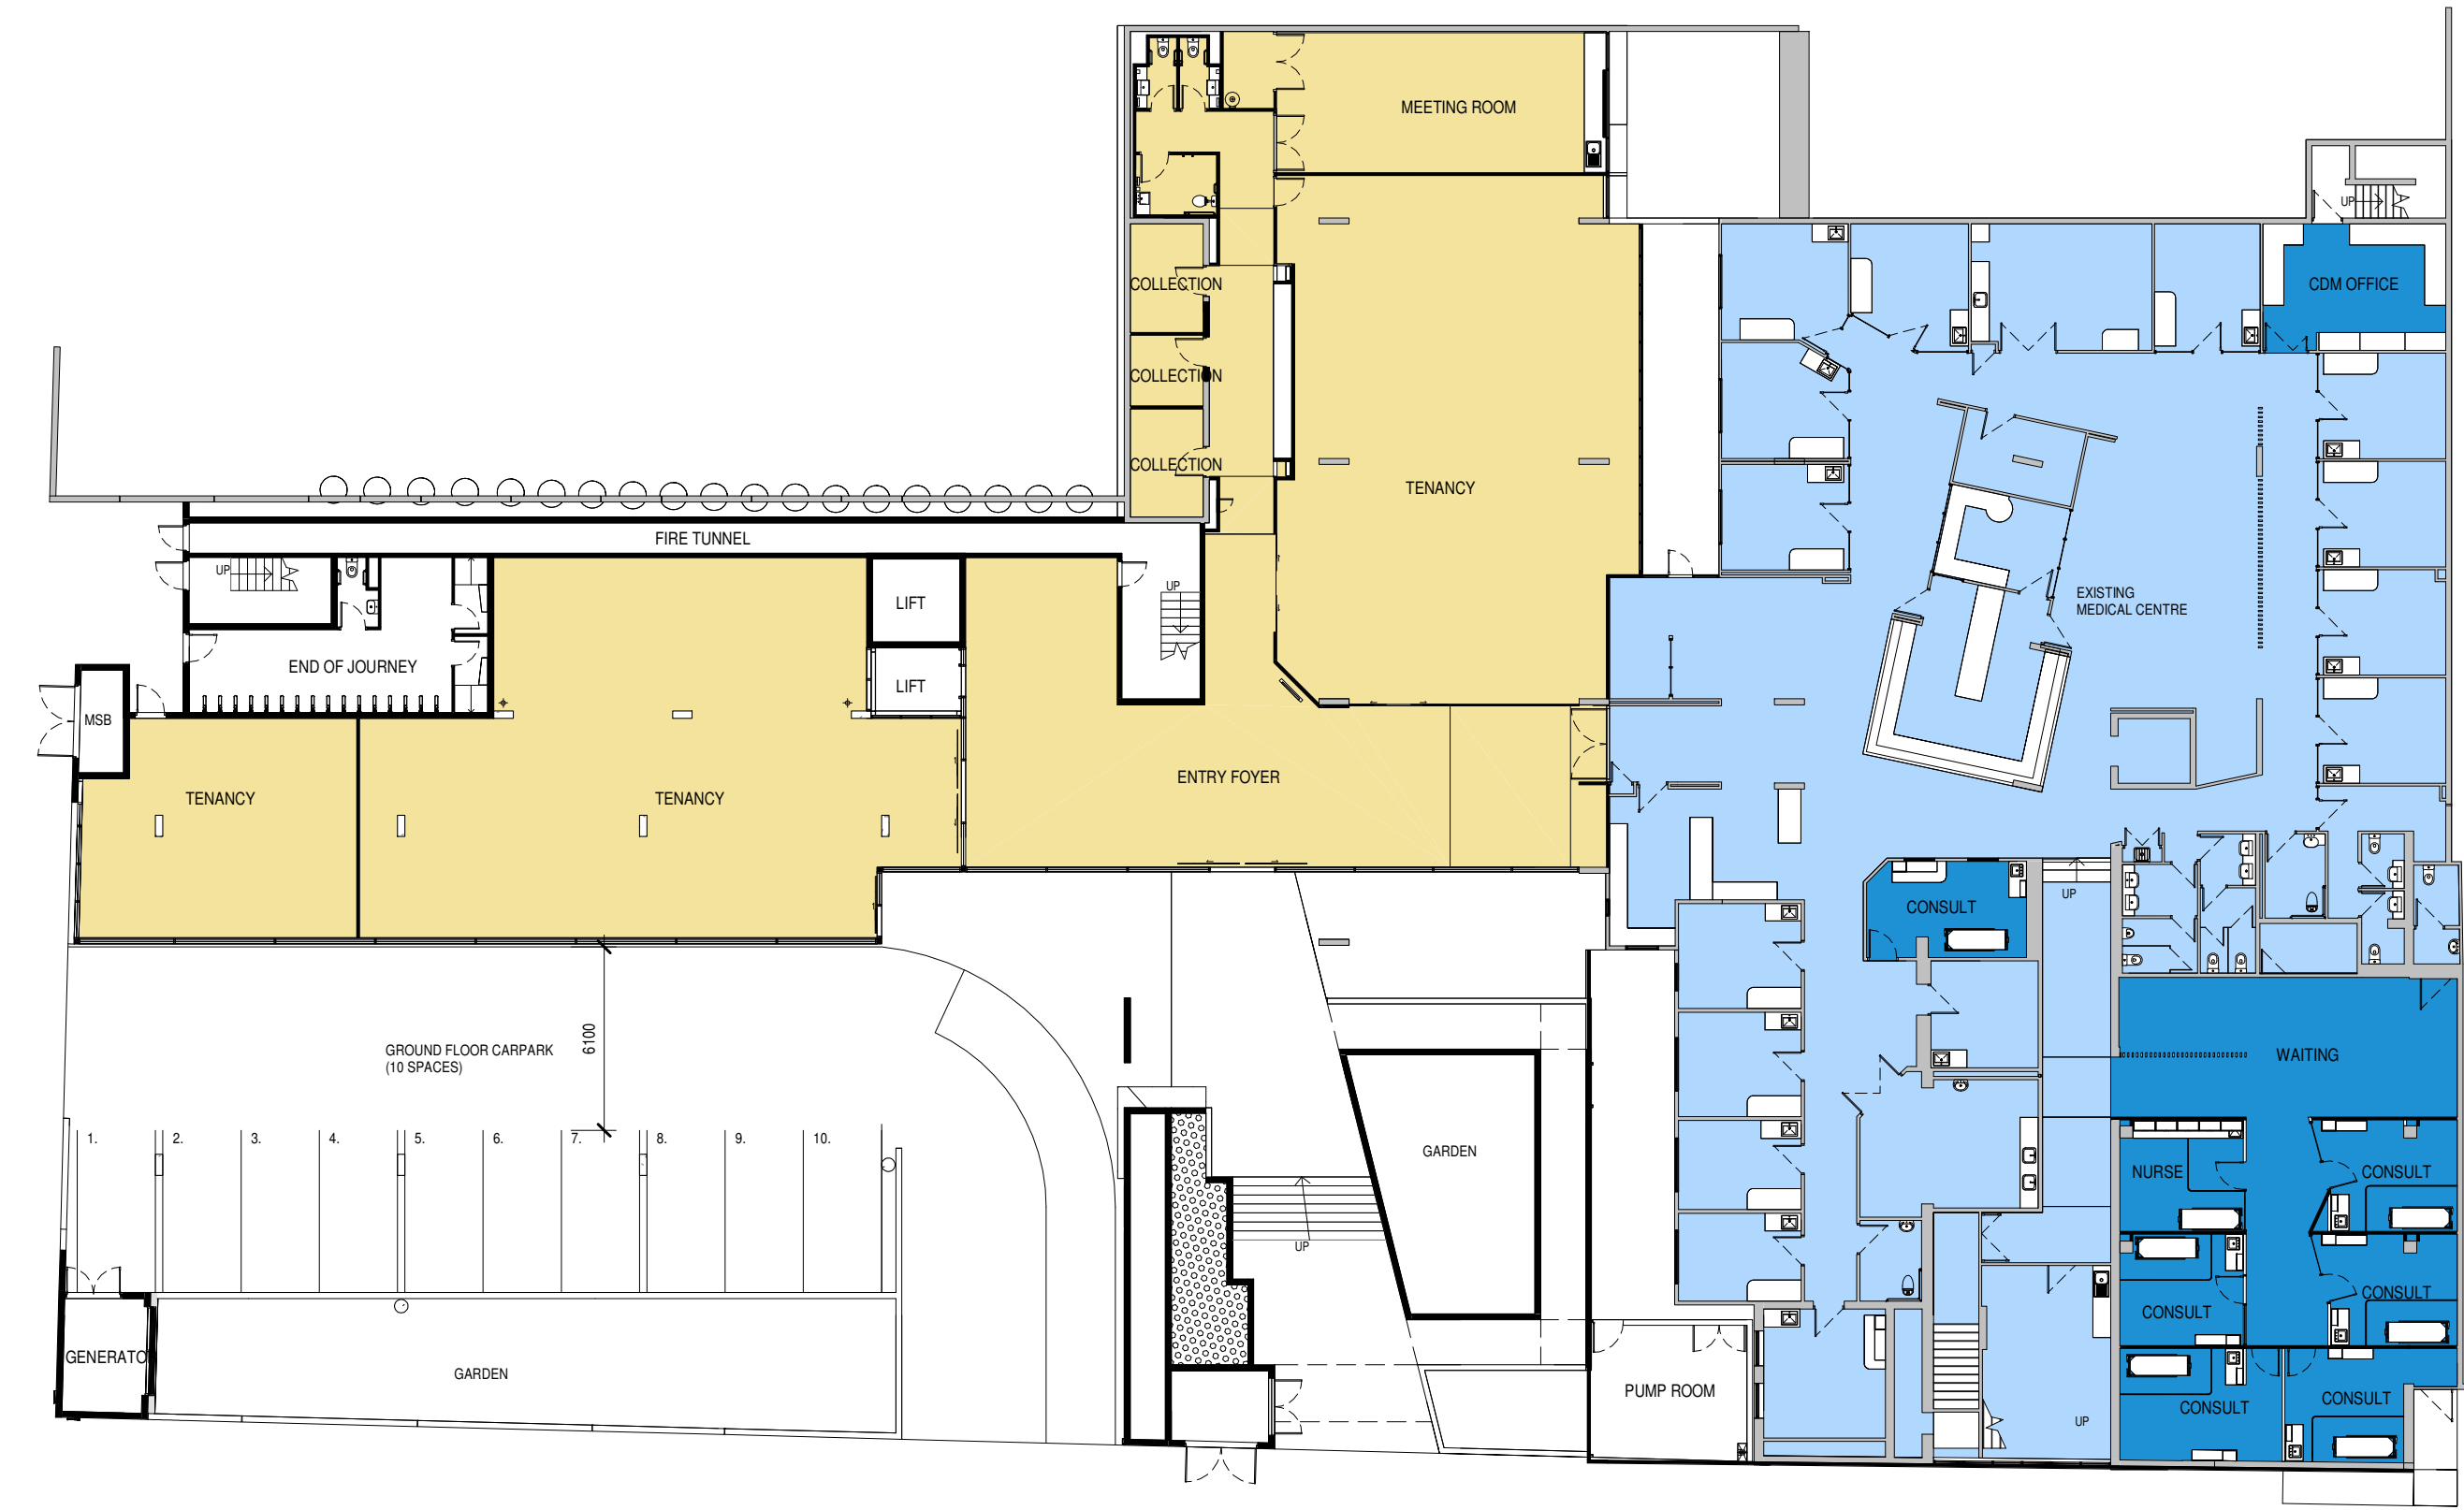 MEETING ROOM
UP
COLLECTION
CDM OFFICE
COLLECTION
COLLECTION
TENANCY
FIRE TUNNEL
UP
UP
LIFT
EXISTING
MEDICAL CENTRE
END OF JOURNEY
LIFT
MSB
ENTRY FOYER
TENANCY
TENANCY
CONSULT
UP
6100
GROUND FLOOR CARPARK
(10 SPACES)
WAITING
1.
2.
3.
4.
5.
6.
7.
8.
9.
10.
GARDEN
NURSE
CONSULT
UP
CONSULT
CONSULT
GENERATO
GARDEN
PUMP ROOM
CONSULT
CONSULT
UP